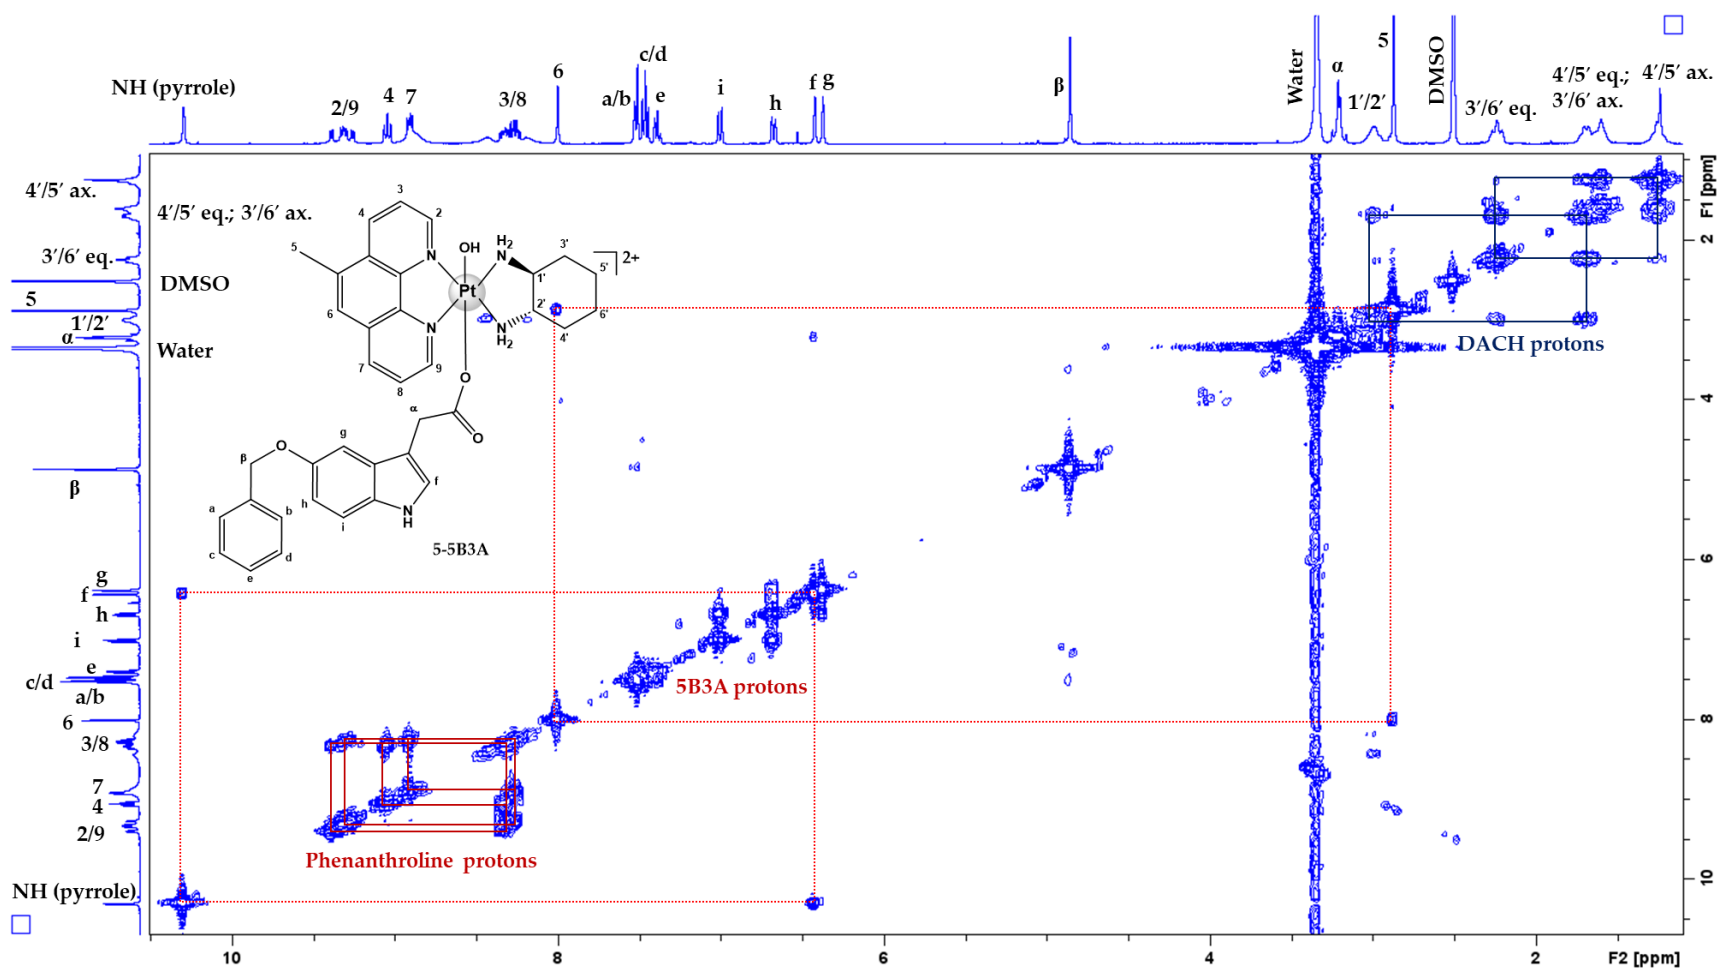 NH (pyrrole)
2/9
4
7
3/8
6
a/b
c/d
e
i
h
f
g
β
Water
α
1′/2′
5
DMSO
3′/6′ eq.
4′/5′ eq.;
3′/6′ ax.
4′/5′ ax.
4′/5′ ax.
3′/6′ eq.
5
1′/2′
α
β
g
f
h
i
e
c/d
a/b
6
3/8
7
4
2/9
NH (pyrrole)
4′/5′ eq.; 3′/6′ ax.
DMSO
Water
3
4
2
5
N
OH
H2
N
3'
2+
1'
5'
Pt
6
2'
6'
N
N
H2
4'
7
9
8
O
α
O
O
g
β
f
h
N
H
i
a
b
c
d
e
5-5B3A
DACH protons
5B3A protons
Phenanthroline protons
F1 [ppm]
2
4
6
8
10
10
8
6
4
2
F2 [ppm]